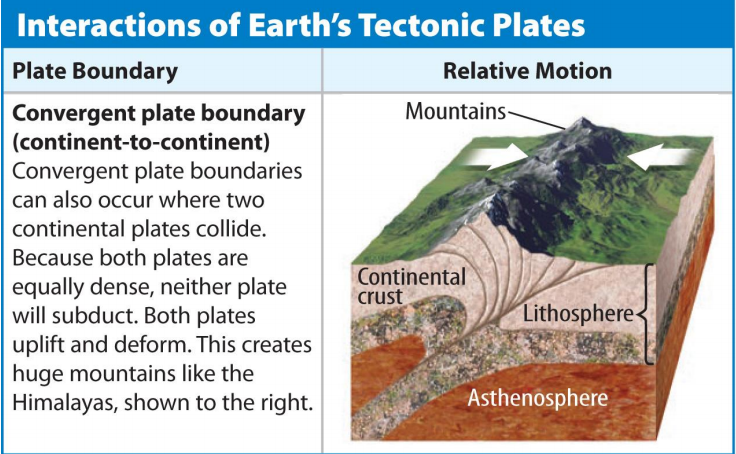 Interactions of Earth's Tectonic Plates
Plate Boundary
Relative Motion
Convergent plate boundary
(continent-to-continent)
Convergent plate boundaries
can also occur where two
continental plates collide.
Because both plates are
equally dense, neither plate
will subduct. Both plates
uplift and deform. This creates
huge mountains like the
Himalayas, shown to the right.
Mountains
Continental
crust
Lithosphere
Asthenosphere